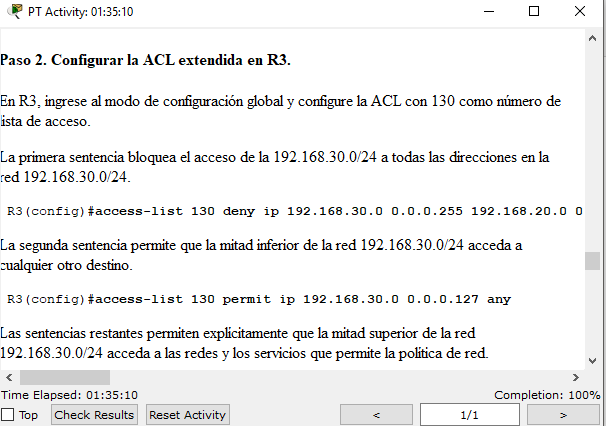 PT Activity: 01:35:10
Paso 2. Configurar la ACL extendida en R3.
En R3, ingrese al modo de configuración global y configure la ACL con 130 como número de
lista de acceso.
La primera sentencia bloquea el acceso de la 192.168.30.0/24 a todas las direcciones en la
red 192.168.30.0/24.
R3(config)#access-list 130 deny ip 192.168.30.0 0.0.0.255 192.168.20.0 0
La segunda sentencia permite que la mitad inferior de la red 192.168.30.0/24 acceda a
cualquier otro destino.
R3(config)#access-list 130 permit ip 192.168.30.0 0.0.0.127 any
Las sentencias restantes permiten explícitamente que la mitad superior de la red
192.168.30.0/24 acceda a las redes y los servicios que permite la política de red.
Time Elapsed: 01:35:10 Completion: 100%
Top Check Results Reset Activity < 1/1 >